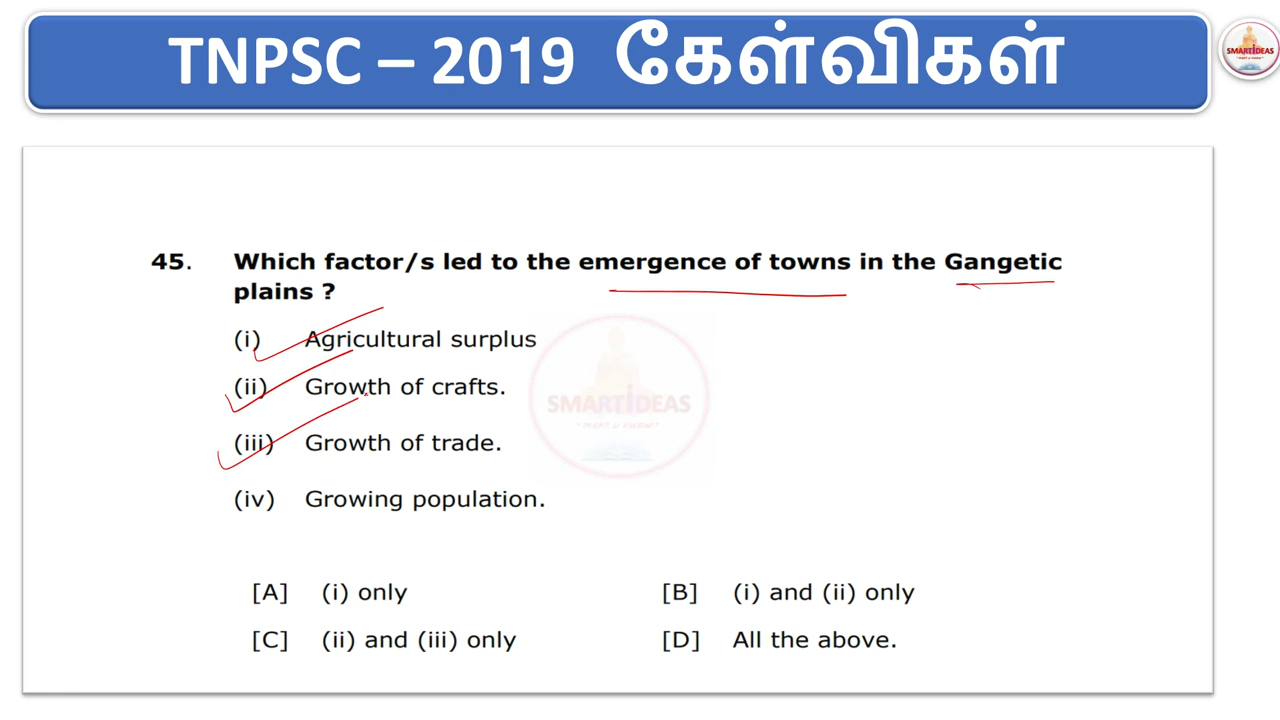 TNPSC – 2019 கேள்விகள்
SMARTIDEAS
45. Which factor/s led to the emergence of towns in the Gangetic
plains ?
(i) Agricultural surplus
(ii) Growth of crafts.
SMARTIDEAS
(iii) Growth of trade.
(iv) Growing population.
[A] (i) only [B] (i) and (ii) only
[C] (ii) and (iii) only [D] All the above.